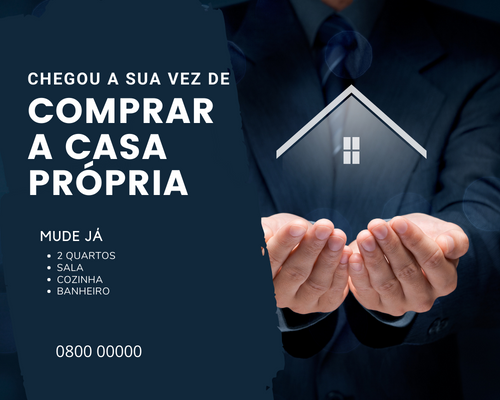 CHEGOU A SUA VEZ DE
COMPRAR
A CASA
PRÓPRIA
MUDE JÁ
• 2 QUARTOS
• SALA
• COZINHA
• BANHEIRO
0800 00000